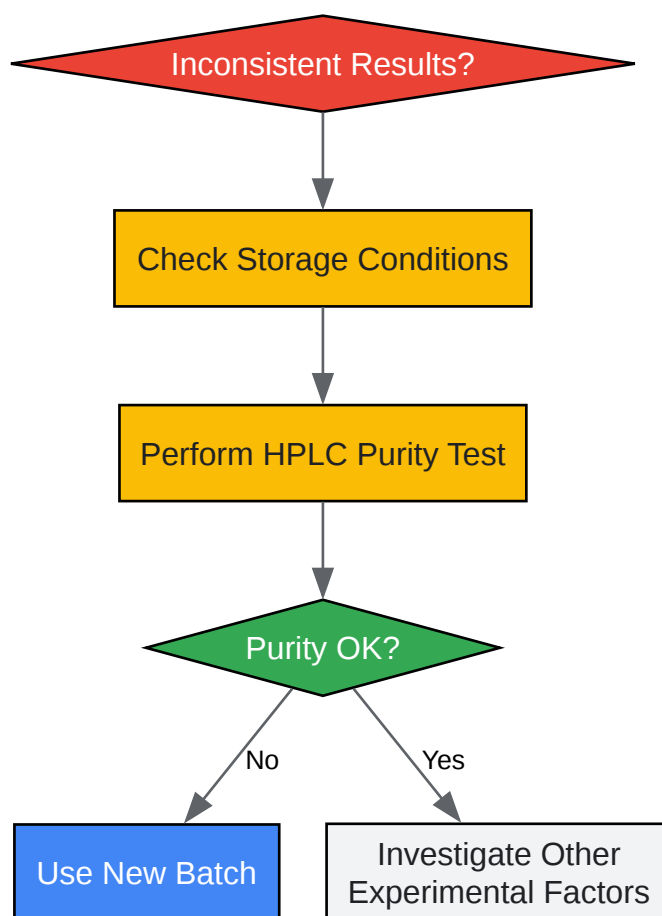 Inconsistent Results?
Check Storage Conditions
Perform HPLC Purity Test
Purity OK?
No
Yes
Use New Batch
Investigate Other
Experimental Factors